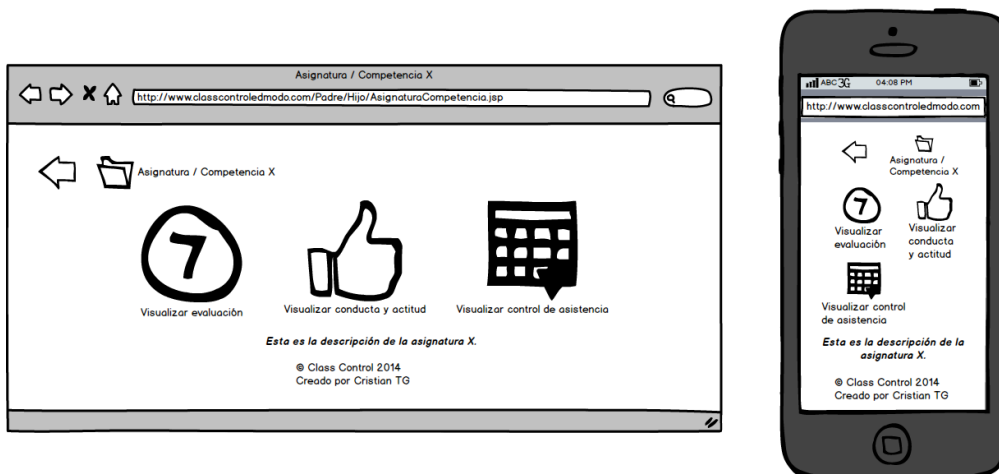 Asignatura / Competencia X
http://www.classcontroledmodo.com/Padre/Hijo/AsignaturaCompetencia.jsp
Asignatura / Competencia X
7
Visualizar evaluación
Visualizar conducta y actitud
Visualizar control de asistencia
Esta es la descripción de la asignatura X.
© Class Control 2014
Creado por Cristian TG
ABC 3G 04:08 PM
http://www.classcontroledmodo.com
Asignatura /
Competencia X
7
Visualizar
evaluación
Visualizar
conducta
y actitud
Visualizar control
de asistencia
Esta es la descripción de la
asignatura X.
© Class Control 2014
Creado por Cristian TG